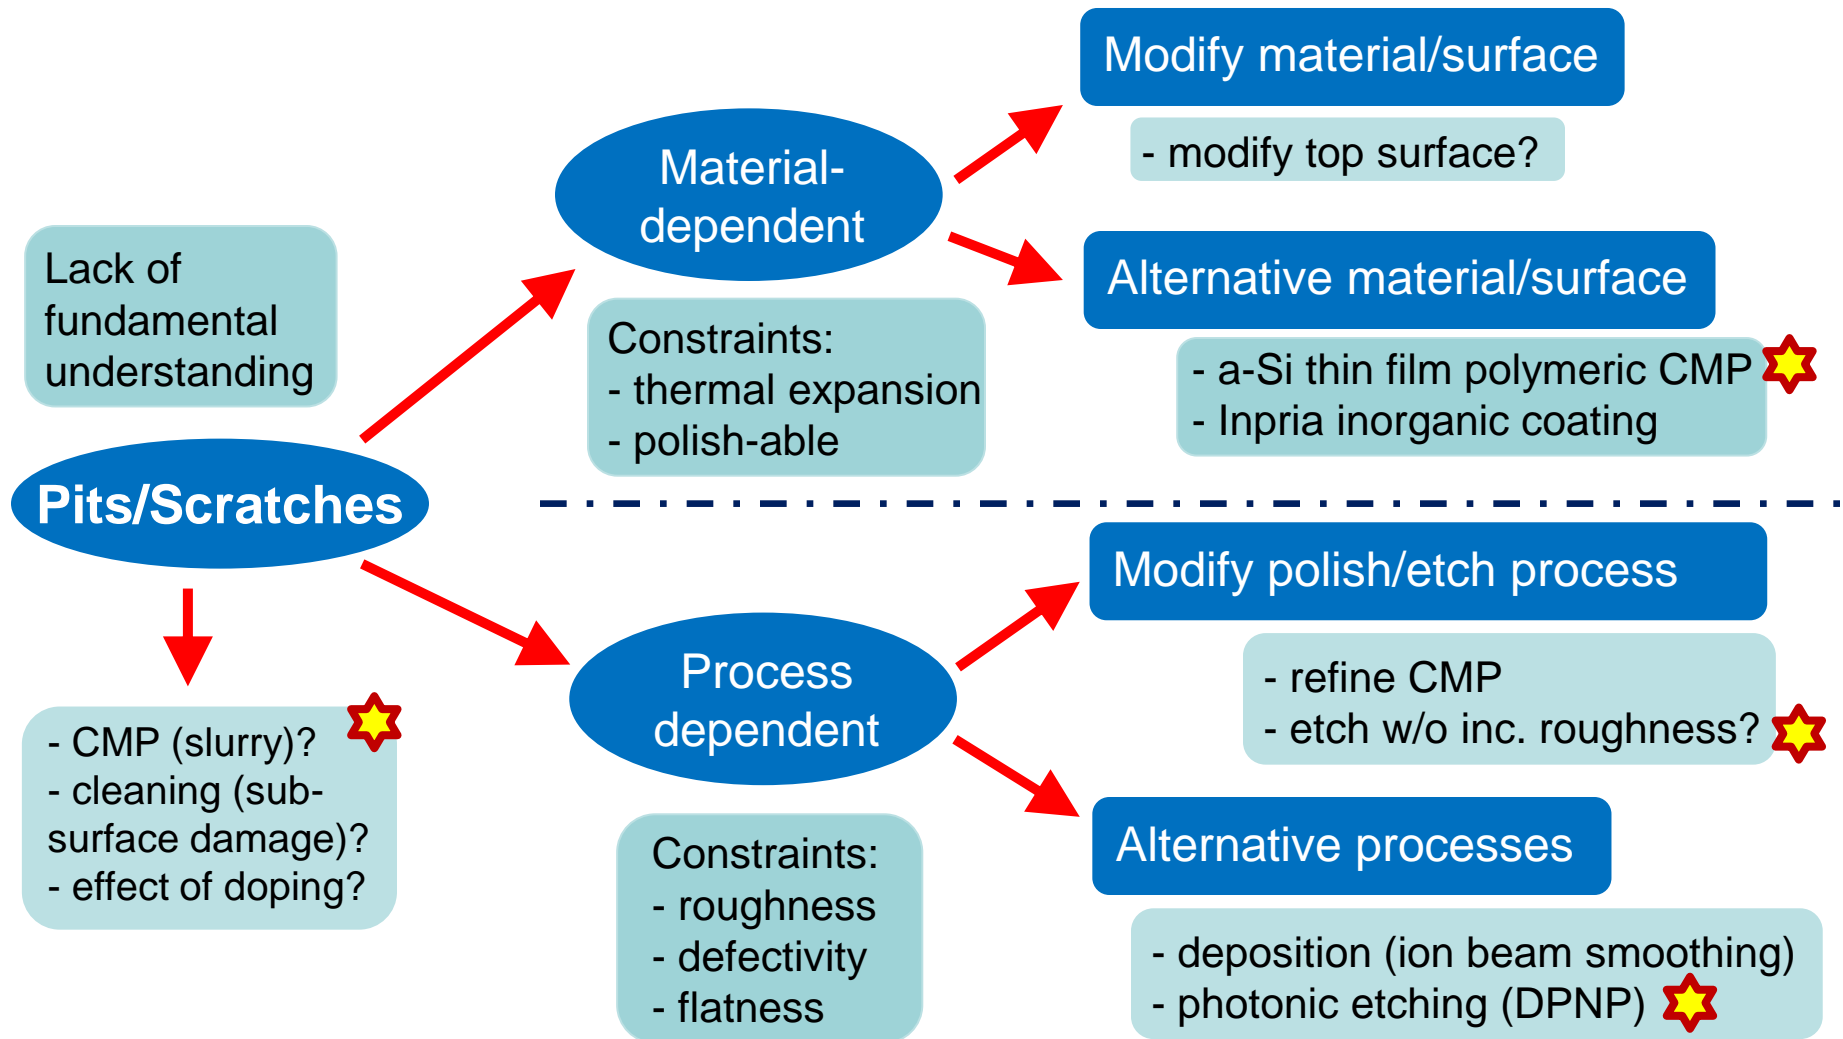 Lack of
fundamental
understanding
Pits/Scratches
- CMP (slurry)?
- cleaning (sub-
surface damage)?
- effect of doping?
Material-
dependent
Constraints:
- thermal expansion
- polish-able
Modify material/surface
- modify top surface?
Alternative material/surface
- a-Si thin film polymeric CMP
- Inpria inorganic coating
Process
dependent
Constraints:
- roughness
- defectivity
- flatness
Modify polish/etch process
- refine CMP
- etch w/o inc. roughness?
Alternative processes
- deposition (ion beam smoothing)
- photonic etching (DPNP)